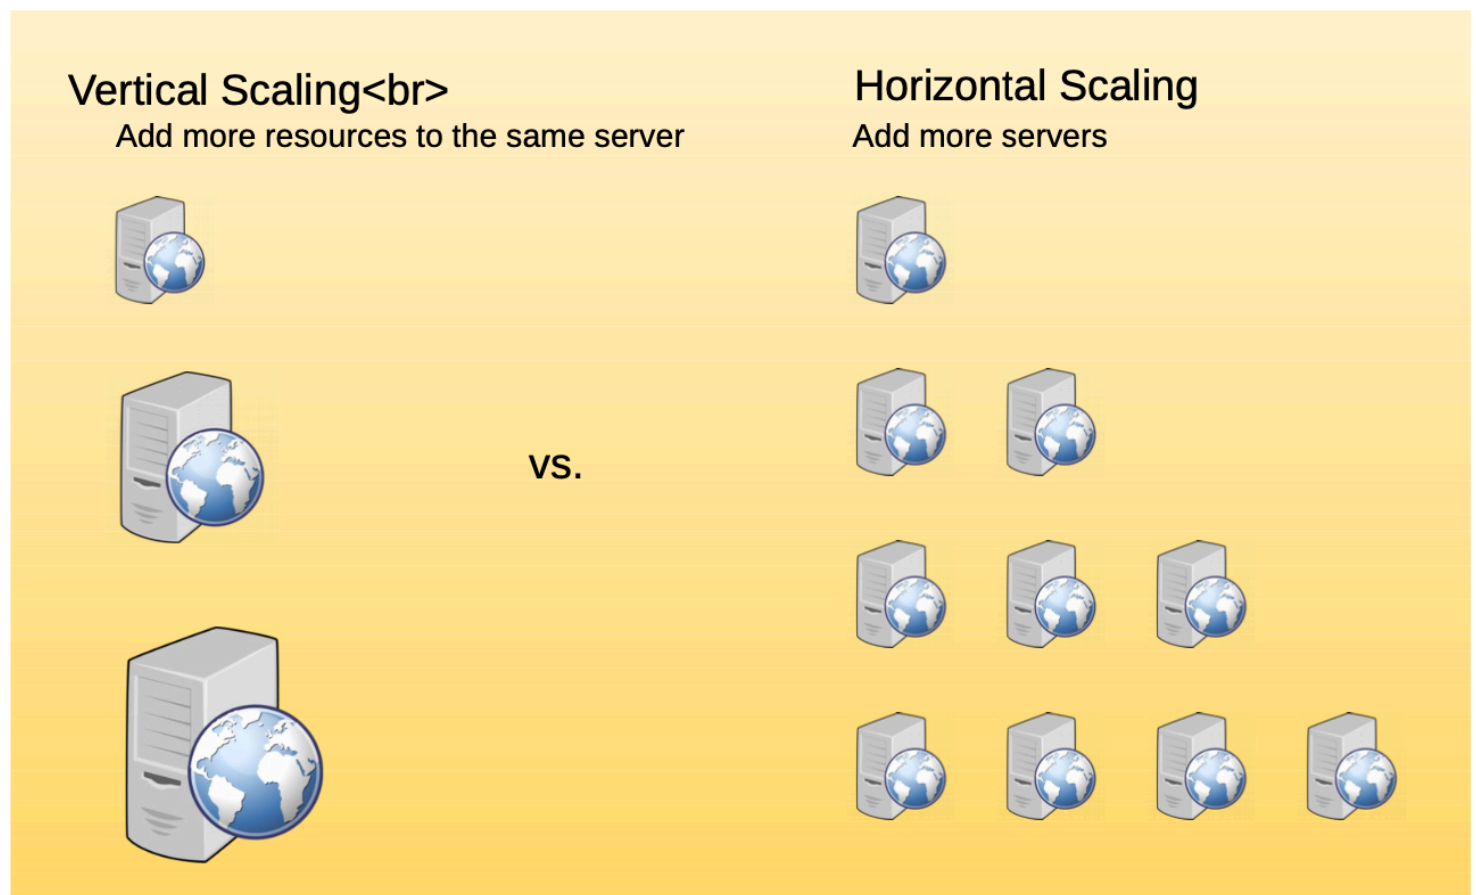 Vertical Scaling<br>
Add more resources to the same server
Horizontal Scaling
Add more servers
vs.